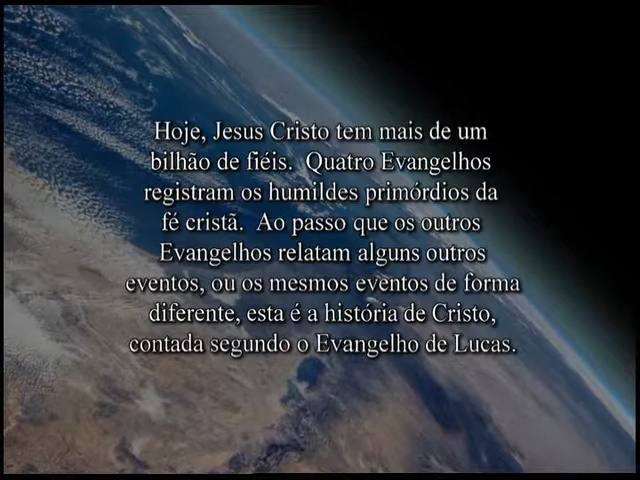 Hoje, Jesus Cristo tem mais de um
bilhão de fiéis. Quatro Evangelhos
registram os humildes primórdios da
fé cristã. Ao passo que os outros
Evangelhos relatam alguns outros
eventos, ou os mesmos eventos de forma
diferente, esta é a história de Cristo,
contada segundo o Evangelho de Lucas.